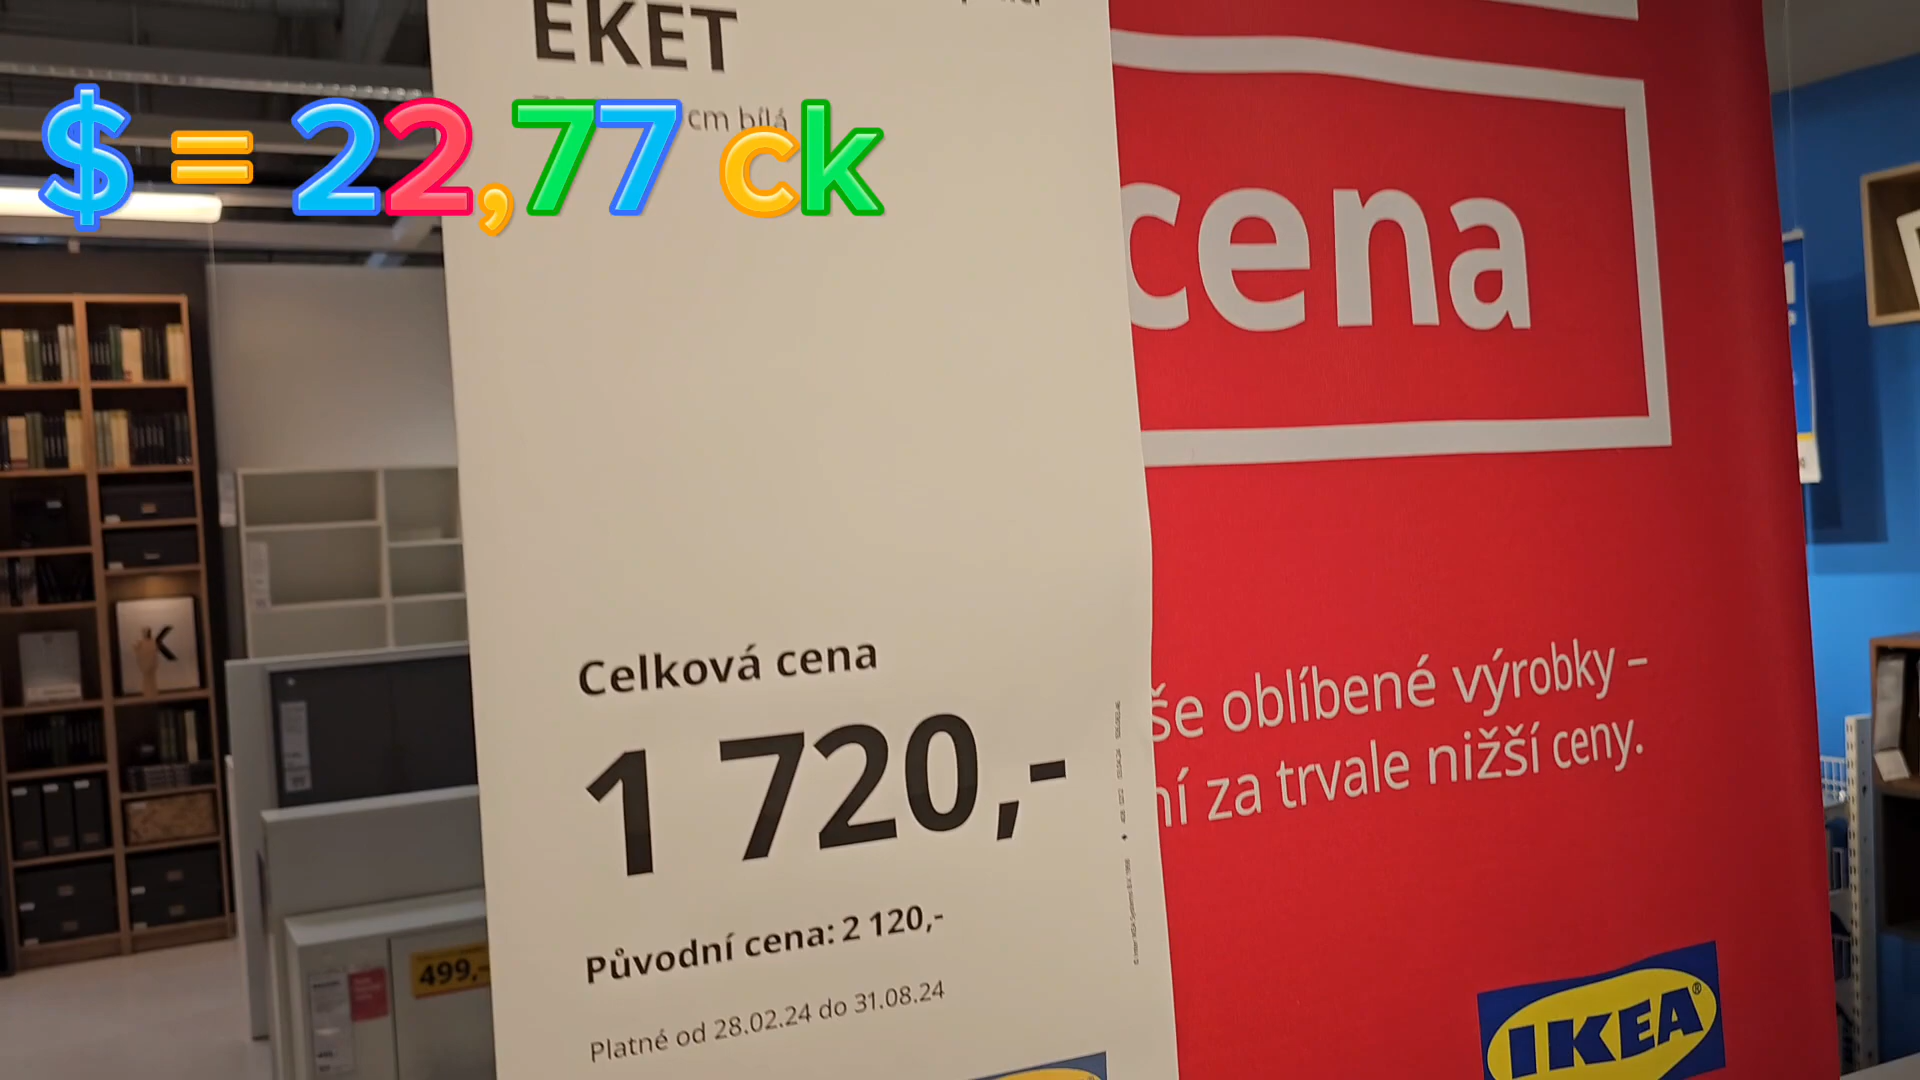 EKET
$ = 22,77 ck
cm bílá
cena
Celková cena
1 720,-
Původní cena: 2 120,-
Platné od 28.02.24 do 31.08.24
še oblíbené výrobky –
ní za trvale nižší ceny.
499,-
K
IKEA